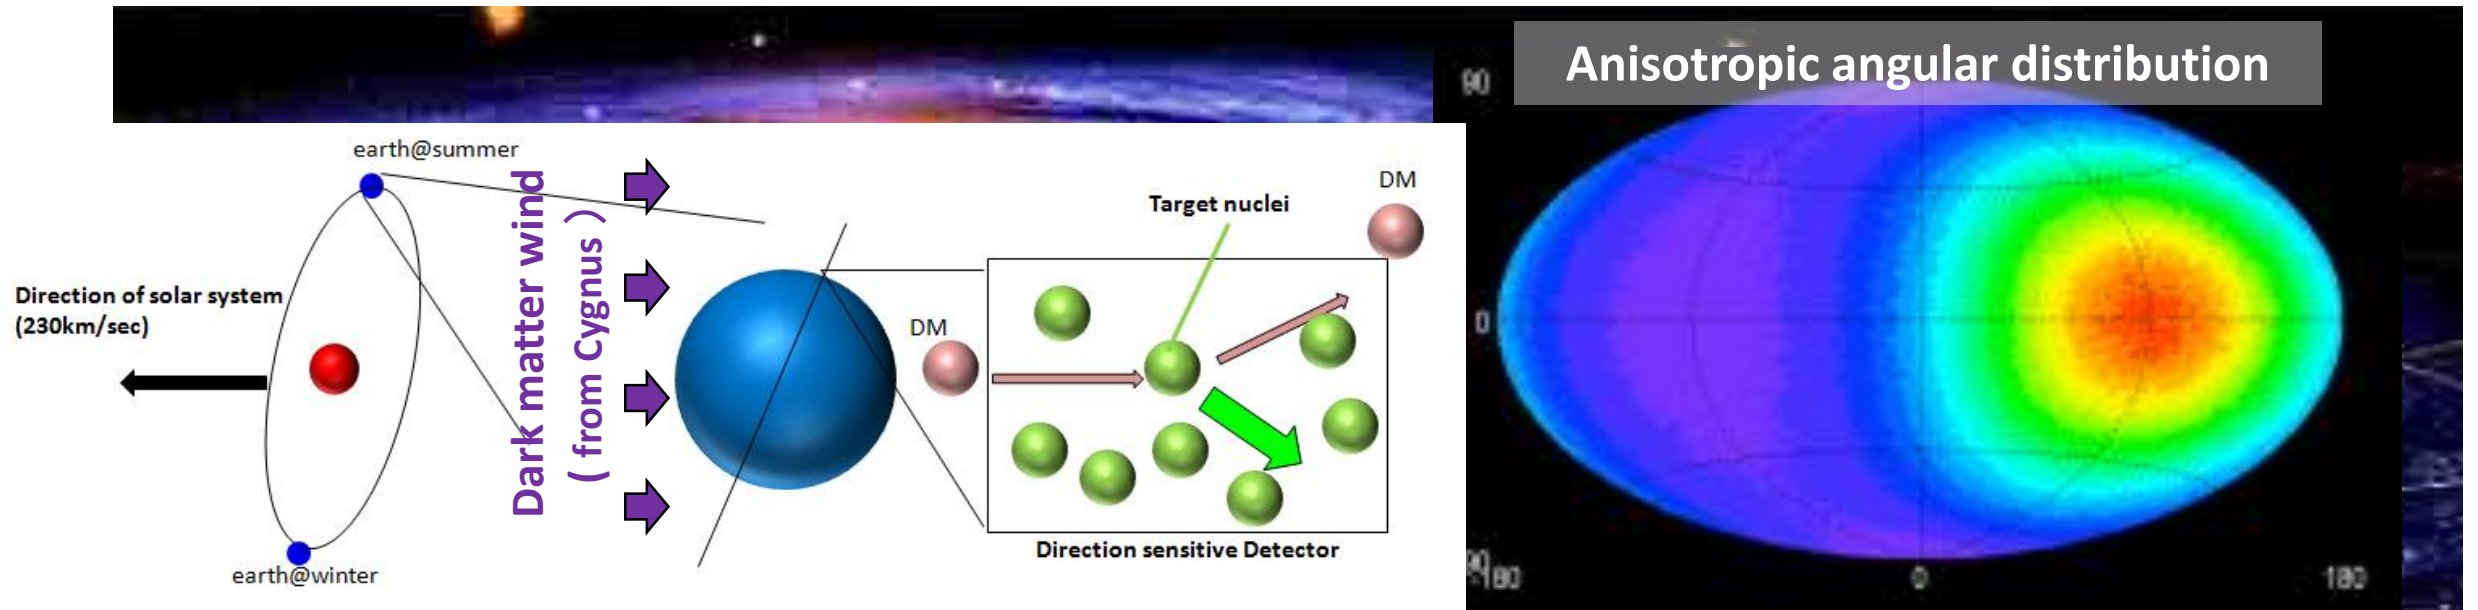 Anisotropic angular distribution
earth@summer
Direction of solar system
(230km/sec)
earth@winter
Dark matter wind
( from Cygnus )
DM
Target nuclei
DM
Direction sensitive Detector
90
0
-180
0
180